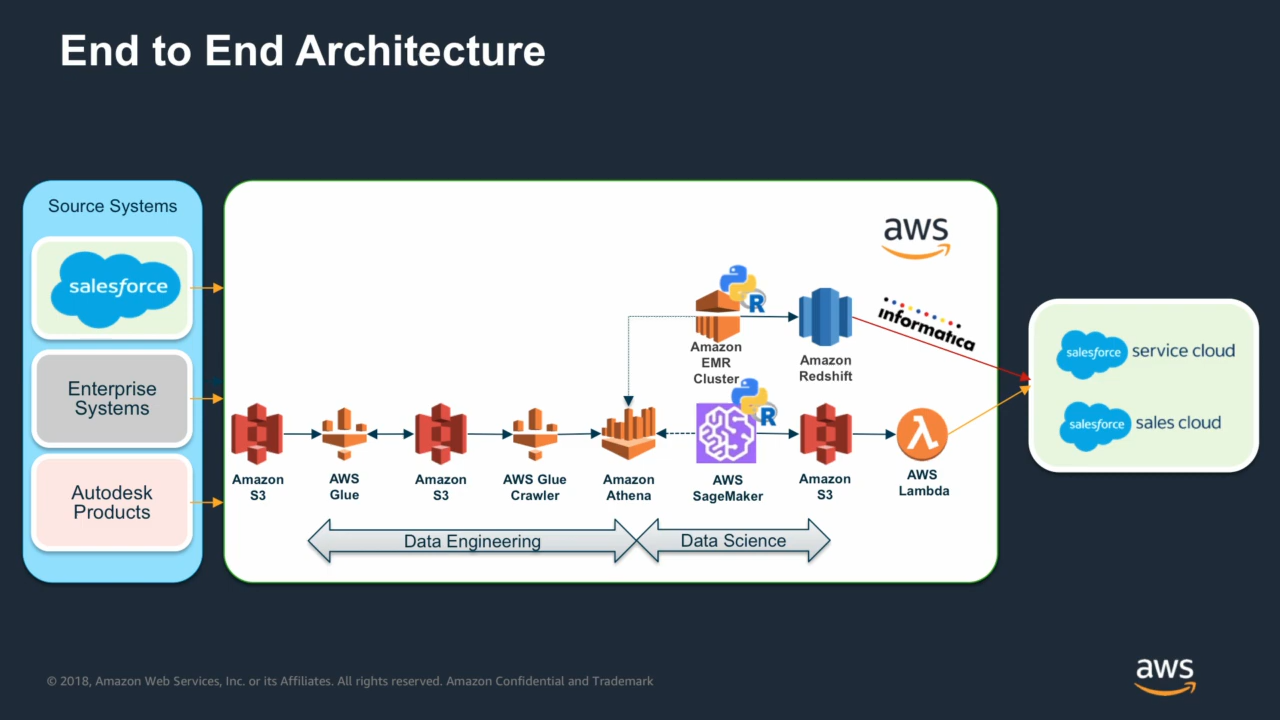 End to End Architecture
Source Systems
salesforce
Enterprise
Systems
Autodesk
Products
aws
informatica
R
Amazon
EMR
Cluster
Amazon
Redshift
R
Amazon
S3
AWS
Glue
Amazon
S3
AWS Glue
Crawler
Amazon
Athena
AWS
SageMaker
Amazon
S3
λ
AWS
Lambda
Data Engineering
Data Science
salesforce service cloud
salesforce sales cloud
© 2018, Amazon Web Services, Inc. or its Affiliates. All rights reserved. Amazon Confidential and Trademark
aws